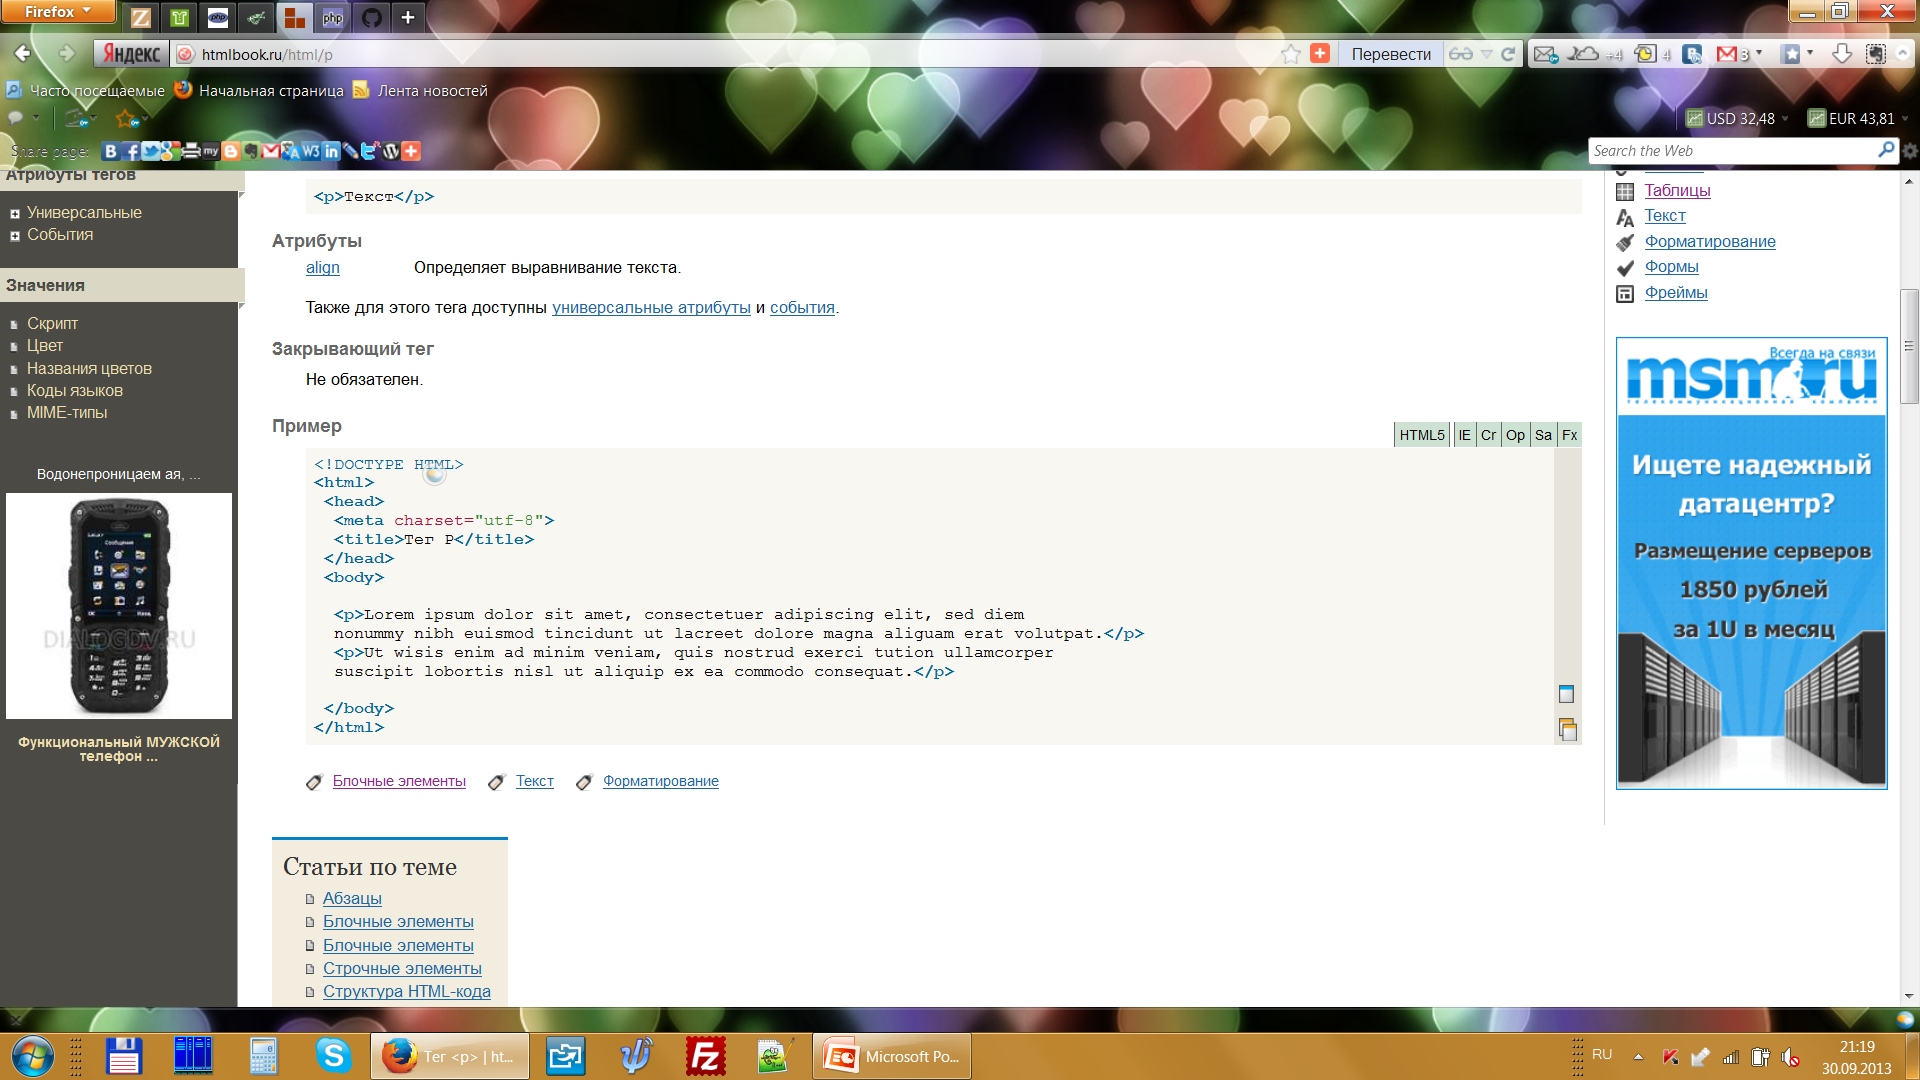 Firefox
Яндекс
htmlbook.ru/html/p
Перевести
+4
4
3
Часто посещаемые
Начальная страница
Лента новостей
USD 32,48
EUR 43,81
Share page:
Search the Web
Атрибуты тегов
Универсальные
События
Значения
Скрипт
Цвет
Названия цветов
Коды языков
MIME-типы
Водонепроницаем ая, ...
DIALOGDV.RU
Функциональный МУЖСКОЙ
телефон ...
<p>Текст</p>
Атрибуты
align Определяет выравнивание текста.
Также для этого тега доступны универсальные атрибуты и события.
Закрывающий тег
Не обязателен.
Пример
HTML5 IE Cr Op Sa Fx
<!DOCTYPE HTML>
<html>
<head>
<meta charset="utf-8">
<title>Тег P</title>
</head>
<body>
<p>Lorem ipsum dolor sit amet, consectetuer adipiscing elit, sed diem
nonummy nibh euismod tincidunt ut lacreet dolore magna aliguam erat volutpat.</p>
<p>Ut wisis enim ad minim veniam, quis nostrud exerci tution ullamcorper
suscipit lobortis nisl ut aliquip ex ea commodo consequat.</p>
</body>
</html>
Блочные элементы
Текст
Форматирование
Статьи по теме
Абзацы
Блочные элементы
Блочные элементы
Строчные элементы
Структура HTML-кода
Таблицы
Текст
Форматирование
Формы
Фреймы
Всегда на связи
msm.ru
телекоммуникационная компания
Ищете надежный
датацентр?
Размещение серверов
1850 рублей
за 1U в месяц
Тег <p> | ht...
Microsoft Po...
RU
21:19
30.09.2013